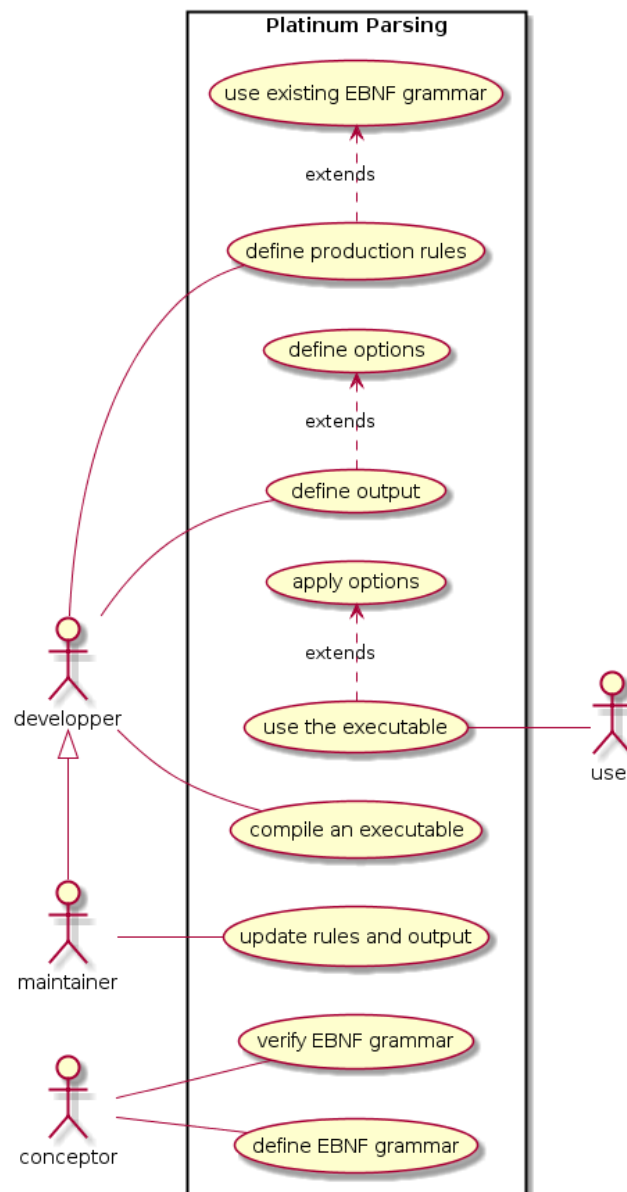 Platinum Parsing
use existing EBNF grammar
extends
define production rules
define options
extends
define output
apply options
extends
developper
use the executable
use
compile an executable
maintainer
update rules and output
verify EBNF grammar
conceptor
define EBNF grammar